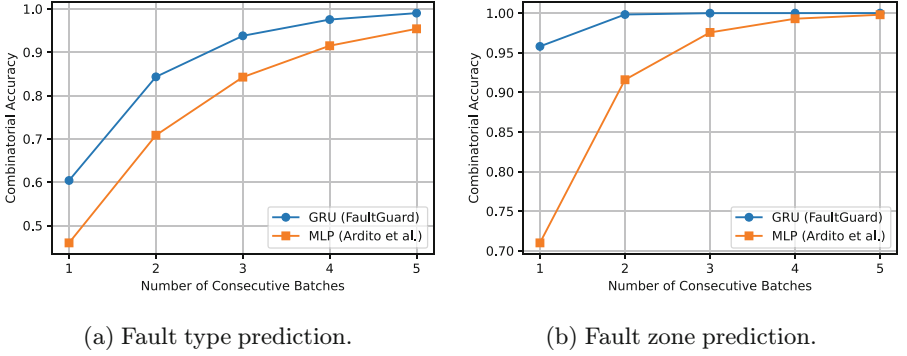 1.0
0.9
0.8
0.7
0.6
0.5
Combinatorial Accuracy
GRU (FaultGuard)
MLP (Ardito et al.)
1 2 3 4 5
Number of Consecutive Batches
(a) Fault type prediction.
1.00
0.95
0.90
0.85
0.80
0.75
0.70
Combinatorial Accuracy
GRU (FaultGuard)
MLP (Ardito et al.)
1 2 3 4 5
Number of Consecutive Batches
(b) Fault zone prediction.